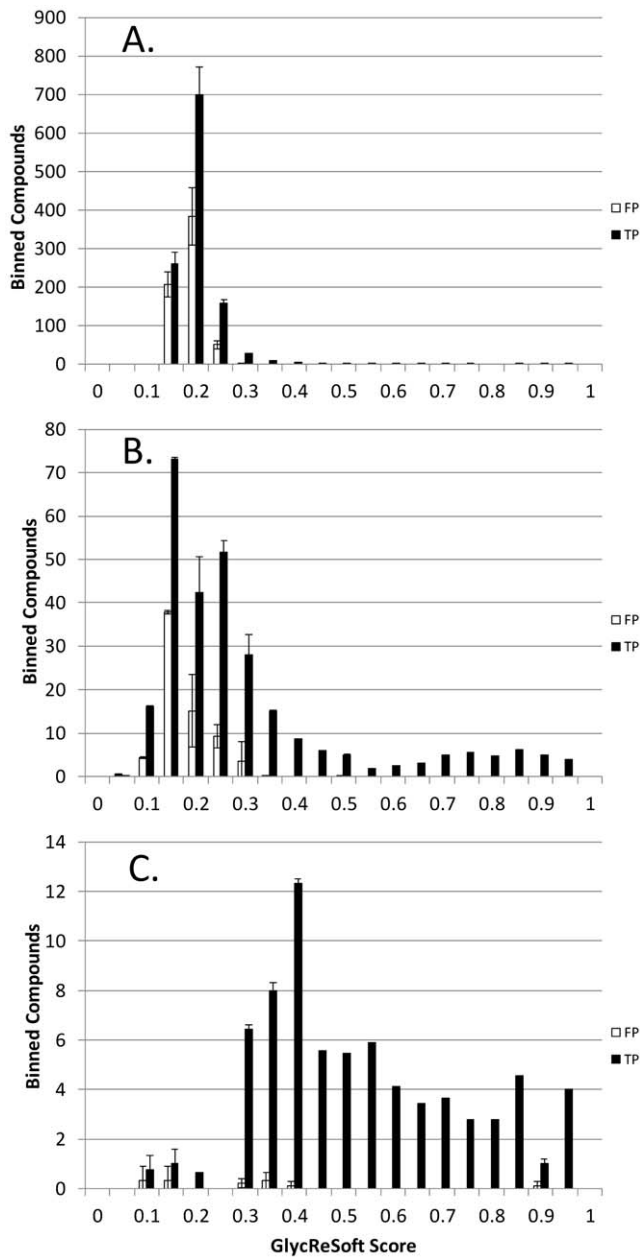 A.
Binned Compounds
900
800
700
600
500
400
300
200
100
0
0 0.1 0.2 0.3 0.4 0.5 0.6 0.7 0.8 0.9 1
FP
TP
B.
Binned Compounds
80
70
60
50
40
30
20
10
0
0 0.1 0.2 0.3 0.4 0.5 0.6 0.7 0.8 0.9 1
FP
TP
C.
Binned Compounds
14
12
10
8
6
4
2
0
0 0.1 0.2 0.3 0.4 0.5 0.6 0.7 0.8 0.9 1
FP
TP
GlycReSoft Score